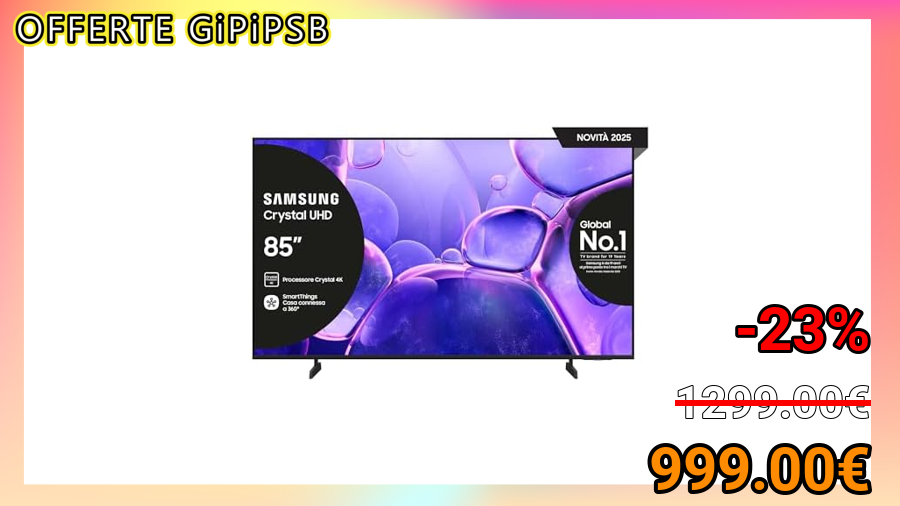 OFFERTE GiPiPSB
NOVITÀ 2025
SAMSUNG
Crystal UHD
85”
Processore Crystal 4K
SmartThings
Casa connessa
a 360°
Global
No.1
TV brand for 19 Years
-23%
1299.00€
999.00€